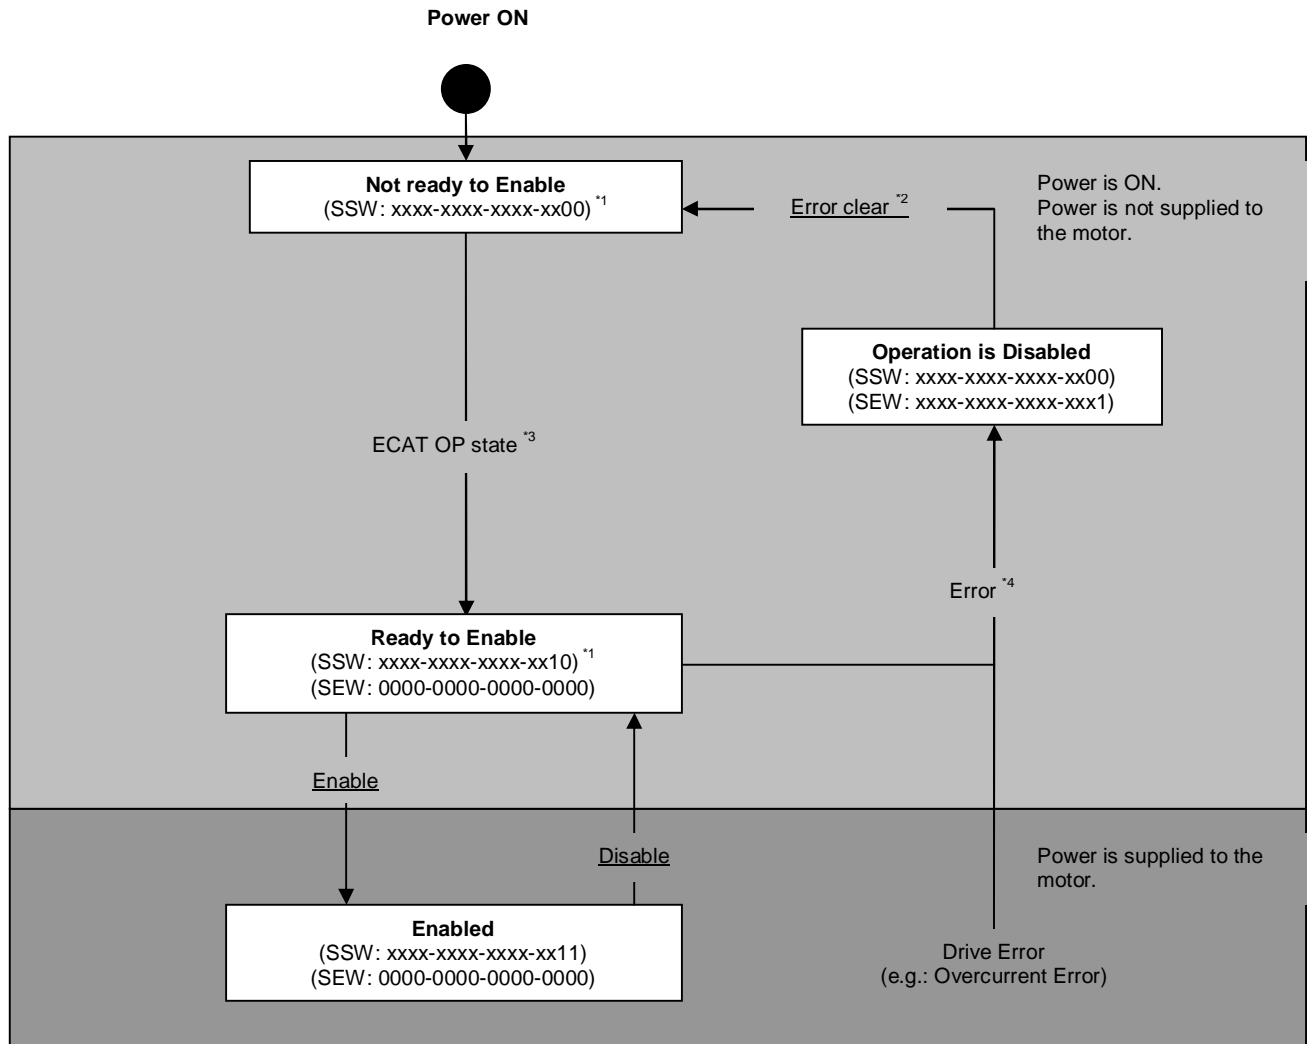 Power ON
Not ready to Enable
(SSW: xxxx-xxxx-xxxx-xx00) *1
Error clear *2
Power is ON.
Power is not supplied to
the motor.
Operation is Disabled
(SSW: xxxx-xxxx-xxxx-xx00)
(SEW: xxxx-xxxx-xxxx-xxx1)
ECAT OP state *3
Error *4
Ready to Enable
(SSW: xxxx-xxxx-xxxx-xx10) *1
(SEW: 0000-0000-0000-0000)
Enable
Disable
Power is supplied to the
motor.
Enabled
(SSW: xxxx-xxxx-xxxx-xx11)
(SEW: 0000-0000-0000-0000)
Drive Error
(e.g.: Overcurrent Error)